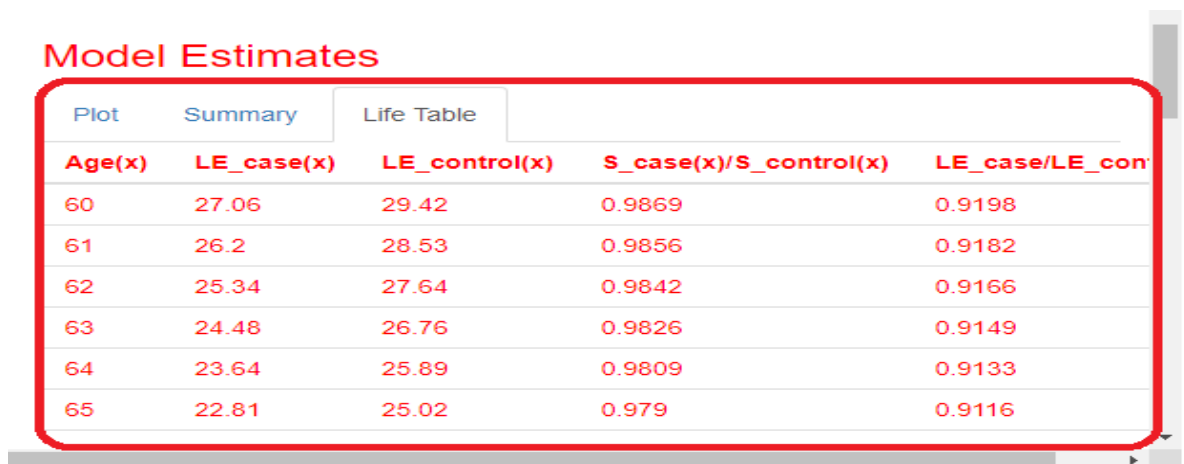 Model Estimates
Plot Summary Life Table
Age(x) LE_case(x) LE_control(x) S_case(x)/S_control(x) LE_case/LE_con
60 27.06 29.42 0.9869 0.9198
61 26.2 28.53 0.9856 0.9182
62 25.34 27.64 0.9842 0.9166
63 24.48 26.76 0.9826 0.9149
64 23.64 25.89 0.9809 0.9133
65 22.81 25.02 0.979 0.9116